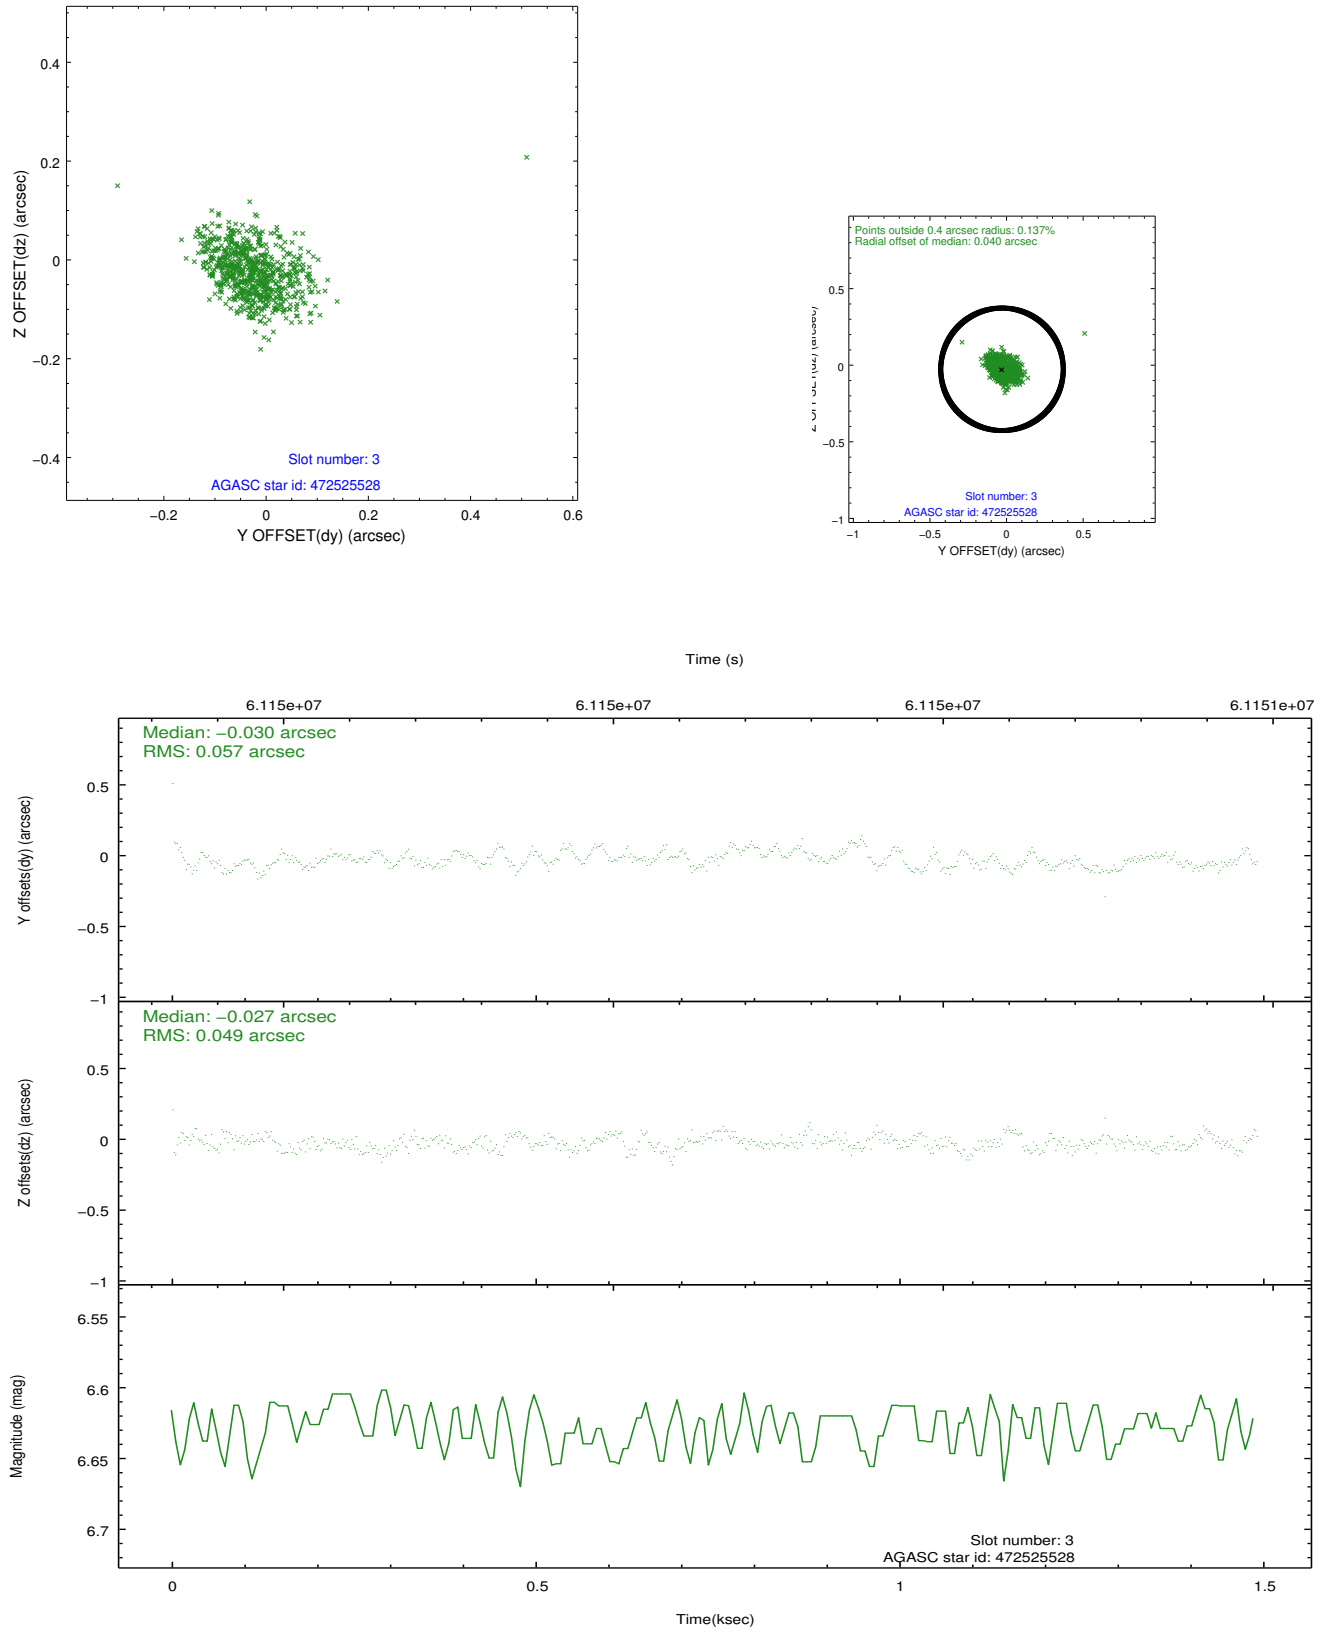 0.4
0.2
0
−0.2
−0.4
Z OFFSET(dz) (arcsec)
Slot number: 3
AGASC star id: 472525528
−0.2
0
0.2
0.4
0.6
Y OFFSET(dy) (arcsec)
Points outside 0.4 arcsec radius: 0.137%
Radial offset of median: 0.040 arcsec
0.5
0
−0.5
−1
Slot number: 3
AGASC star id: 472525528
−1
−0.5
0
0.5
Y OFFSET(dy) (arcsec)
Time (s)
6.115e+07
6.115e+07
6.115e+07
6.1151e+07
Median: −0.030 arcsec
RMS: 0.057 arcsec
0.5
0
−0.5
−1
Y offsets(dy) (arcsec)
Median: −0.027 arcsec
RMS: 0.049 arcsec
0.5
0
−0.5
−1
Z offsets(dz) (arcsec)
6.55
6.6
6.65
6.7
Magnitude (mag)
Slot number: 3
AGASC star id: 472525528
0
0.5
1
1.5
Time(ksec)